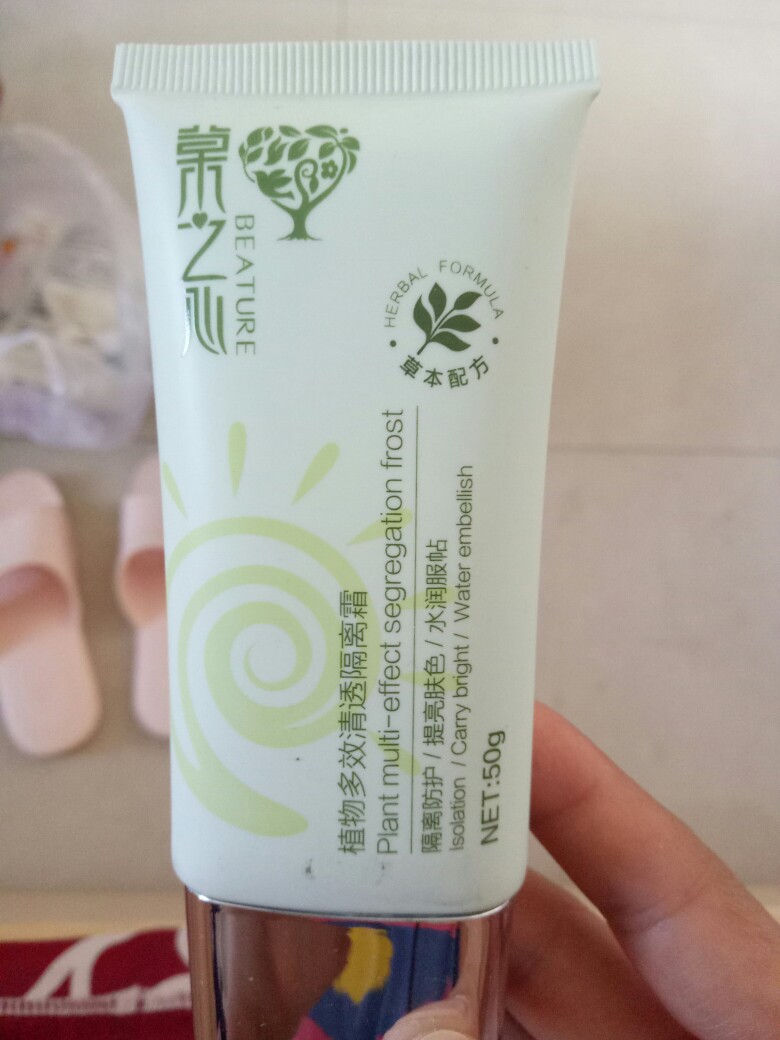 草木之心
BEATURE
HERBAL FORMULA
草本配方
植物多效清透隔离霜
Plant multi-effect segregation frost
隔离防护 / 提亮肤色 / 水润服帖
Isolation / Carry bright / Water embellish
NET:50g